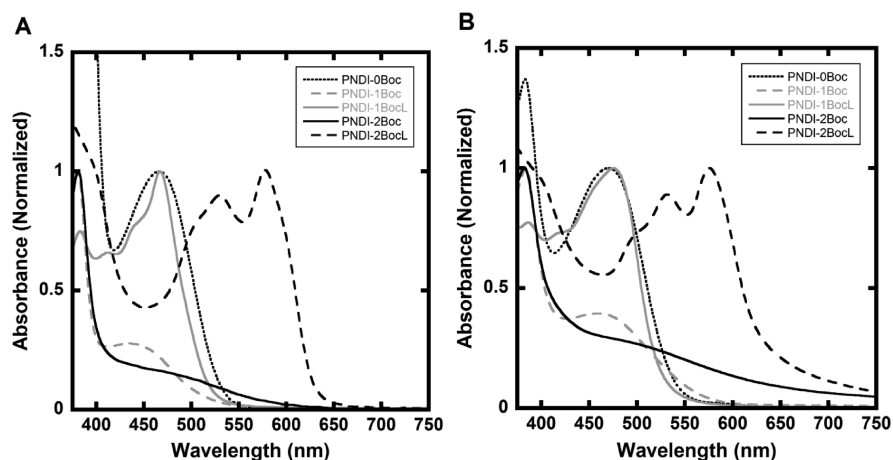 A
Absorbance (Normalized)
1.5
1
0.5
0
PNDI-0Boc
PNDI-1Boc
PNDI-1BocL
PNDI-2Boc
PNDI-2BocL
400 450 500 550 600 650 700 750
Wavelength (nm)
B
Absorbance (Normalized)
1.5
1
0.5
0
PNDI-0Boc
PNDI-1Boc
PNDI-1BocL
PNDI-2Boc
PNDI-2BocL
400 450 500 550 600 650 700 750
Wavelength (nm)